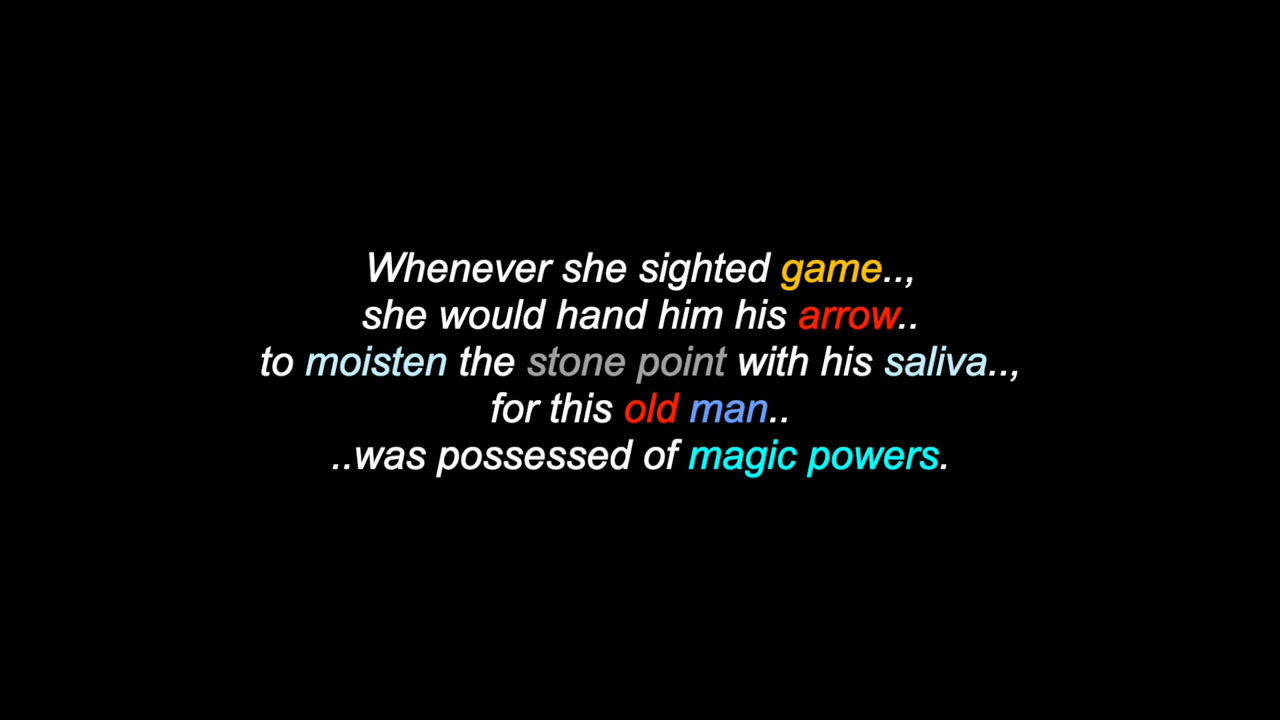 Whenever she sighted game..,
she would hand him his arrow..
to moisten the stone point with his saliva..,
for this old man..
..was possessed of magic powers.